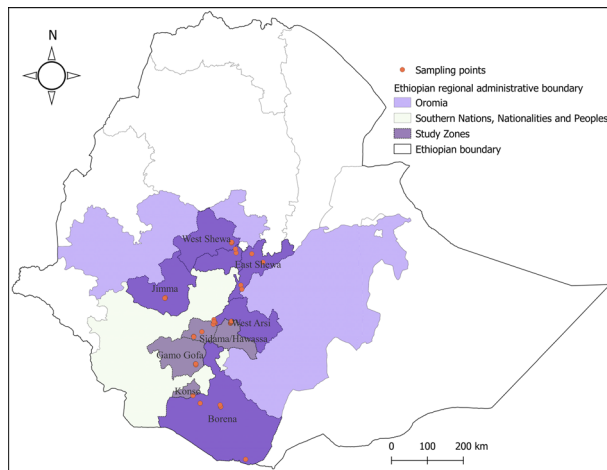 N
Sampling points
Ethiopian regional administrative boundary
Oromia
Southern Nations, Nationalities and Peoples
Study Zones
Ethiopian boundary
West Shewa
East Shewa
Jimma
West Arsi
Sidama/Hawassa
Gamo Gofa
Konso
Borena
0 100 200 km